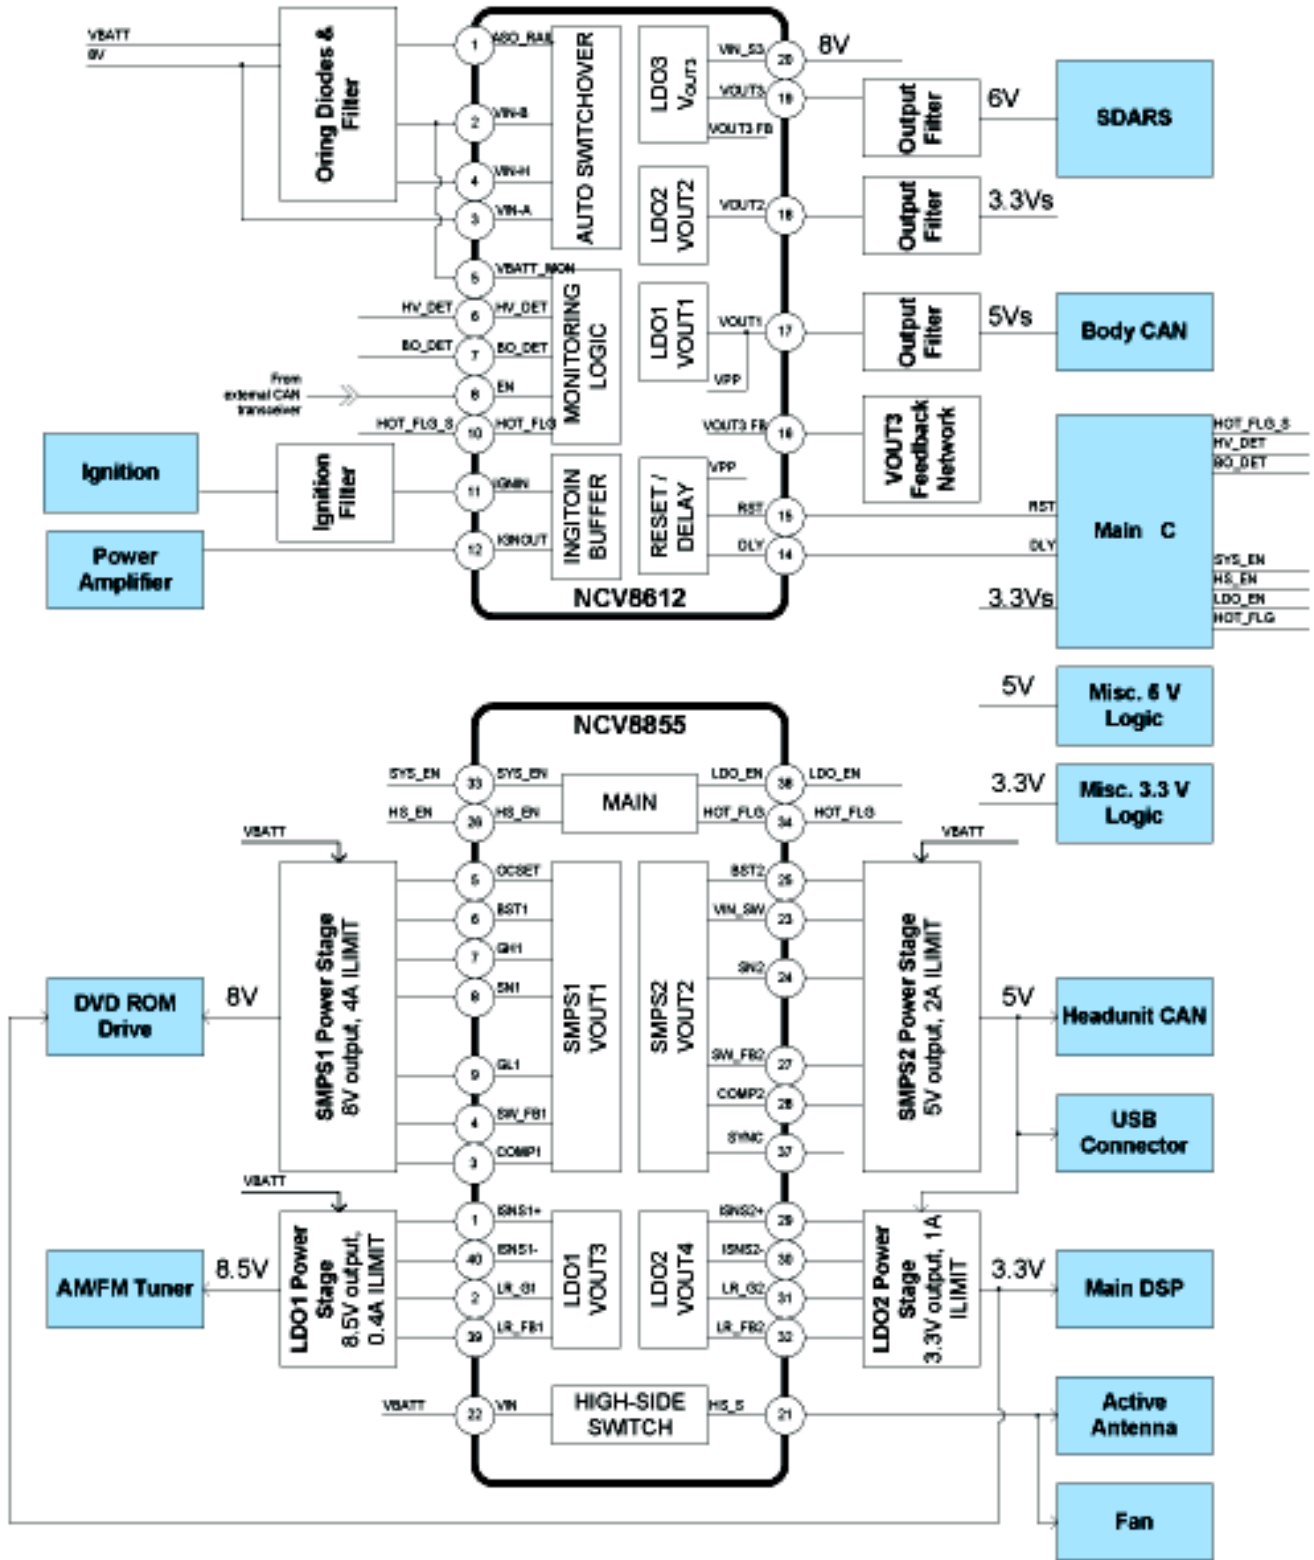 VBATT
8V
Oring Diodes &
Filter
1
ASO_RAIL
2
VIN-B
4
VIN-H
3
VIN-A
AUTO SWITCHOVER
5
VBATT_MON
HV_DET
6
HV_DET
BO_DET
7
BO_DET
From
external CAN
transceiver
8
EN
HOT_FLG_S
10
HOT_FLG
MONITORING
LOGIC
Ignition
Ignition
Filter
11
IGNIN
Power
Amplifier
12
IGNOUT
INGITOIN
BUFFER
LDO3
VOUT3
VIN_S3
20
8V
VOUT3
19
VOUT3 FB
Output
Filter
6V
SDARS
LDO2
VOUT2
VOUT2
18
Output
Filter
3.3Vs
LDO1
VOUT1
VOUT1
17
VPP
Output
Filter
5Vs
Body CAN
VOUT3 FB
16
VOUT3
Feedback
Network
RESET /
DELAY
VPP
RST
15
DLY
14
RST
DLY
3.3Vs
Main C
HOT_FLG_S
HV_DET
BO_DET
SYS_EN
HS_EN
LDO_EN
HOT_FLG
NCV8612
5V
Misc. 5 V
Logic
3.3V
Misc. 3.3 V
Logic
NCV8855
SYS_EN
33
SYS_EN
HS_EN
26
HS_EN
MAIN
LDO_EN
38
LDO_EN
HOT_FLG
34
HOT_FLG
VBATT
SMPS1 Power Stage
8V output, 4A ILIMIT
5
OCSET
6
BST1
7
GH1
8
SN1
9
GL1
4
SW_FB1
3
COMP1
SMPS1
VOUT1
DVD ROM
Drive
8V
SMPS2
VOUT2
BST2
25
VIN_SW
23
SN2
24
SW_FB2
27
COMP2
28
SYNC
37
VBATT
SMPS2 Power Stage
5V output, 2A ILIMIT
5V
Headunit CAN
USB
Connector
VBATT
LDO1 Power
Stage
8.5V output,
0.4A ILIMIT
AM/FM Tuner
8.5V
1
ISNS1+
40
ISNS1-
2
LR_G1
39
LR_FB1
LDO1
VOUT3
LDO2
VOUT4
ISNS2+
29
ISNS2-
30
LR_G2
31
LR_FB2
32
LDO2 Power
Stage
3.3V output, 1A
ILIMIT
3.3V
Main DSP
VBATT
22
VIN
HIGH-SIDE
SWITCH
HS_S
21
Active
Antenna
Fan